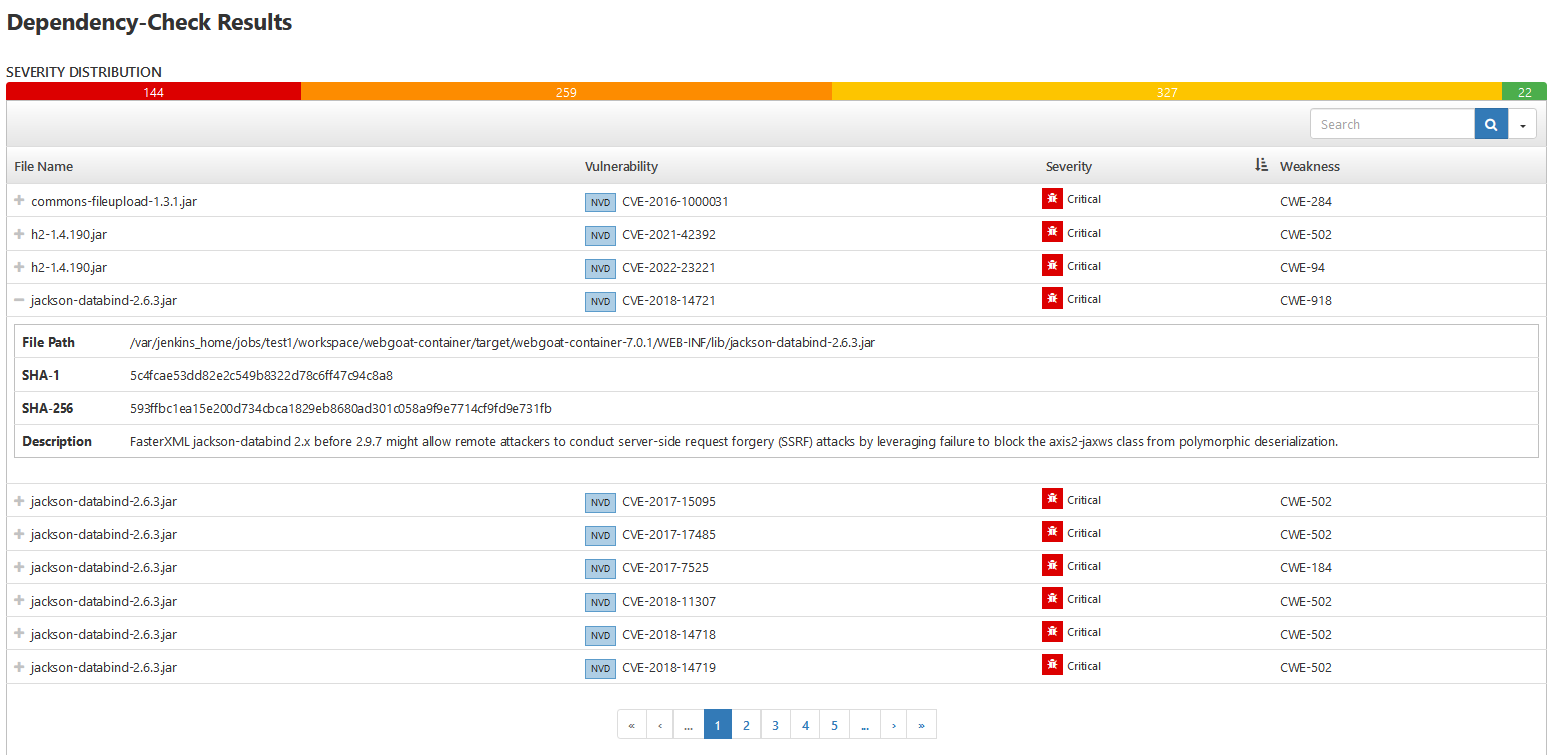 Dependency-Check Results
SEVERITY DISTRIBUTION
144 259 327 22
Search
File Name Vulnerability Severity Weakness
commons-fileupload-1.3.1.jar NVD CVE-2016-1000031 Critical CWE-284
h2-1.4.190.jar NVD CVE-2021-42392 Critical CWE-502
h2-1.4.190.jar NVD CVE-2022-23221 Critical CWE-94
jackson-databind-2.6.3.jar NVD CVE-2018-14721 Critical CWE-918
File Path /var/jenkins_home/jobs/test1/workspace/webgoat-container/target/webgoat-container-7.0.1/WEB-INF/lib/jackson-databind-2.6.3.jar
SHA-1 5c4fcae53dd82e2c549b8322d78c6ff47c94c8a8
SHA-256 593ffbc1ea15e200d734cbca1829eb8680ad301c058a9f9e7714cf9fd9e731fb
Description FasterXML jackson-databind 2.x before 2.9.7 might allow remote attackers to conduct server-side request forgery (SSRF) attacks by leveraging failure to block the axis2-jaxws class from polymorphic deserialization.
jackson-databind-2.6.3.jar NVD CVE-2017-15095 Critical CWE-502
jackson-databind-2.6.3.jar NVD CVE-2017-17485 Critical CWE-502
jackson-databind-2.6.3.jar NVD CVE-2017-7525 Critical CWE-184
jackson-databind-2.6.3.jar NVD CVE-2018-11307 Critical CWE-502
jackson-databind-2.6.3.jar NVD CVE-2018-14718 Critical CWE-502
jackson-databind-2.6.3.jar NVD CVE-2018-14719 Critical CWE-502
« ‹ ... 1 2 3 4 5 ... › »